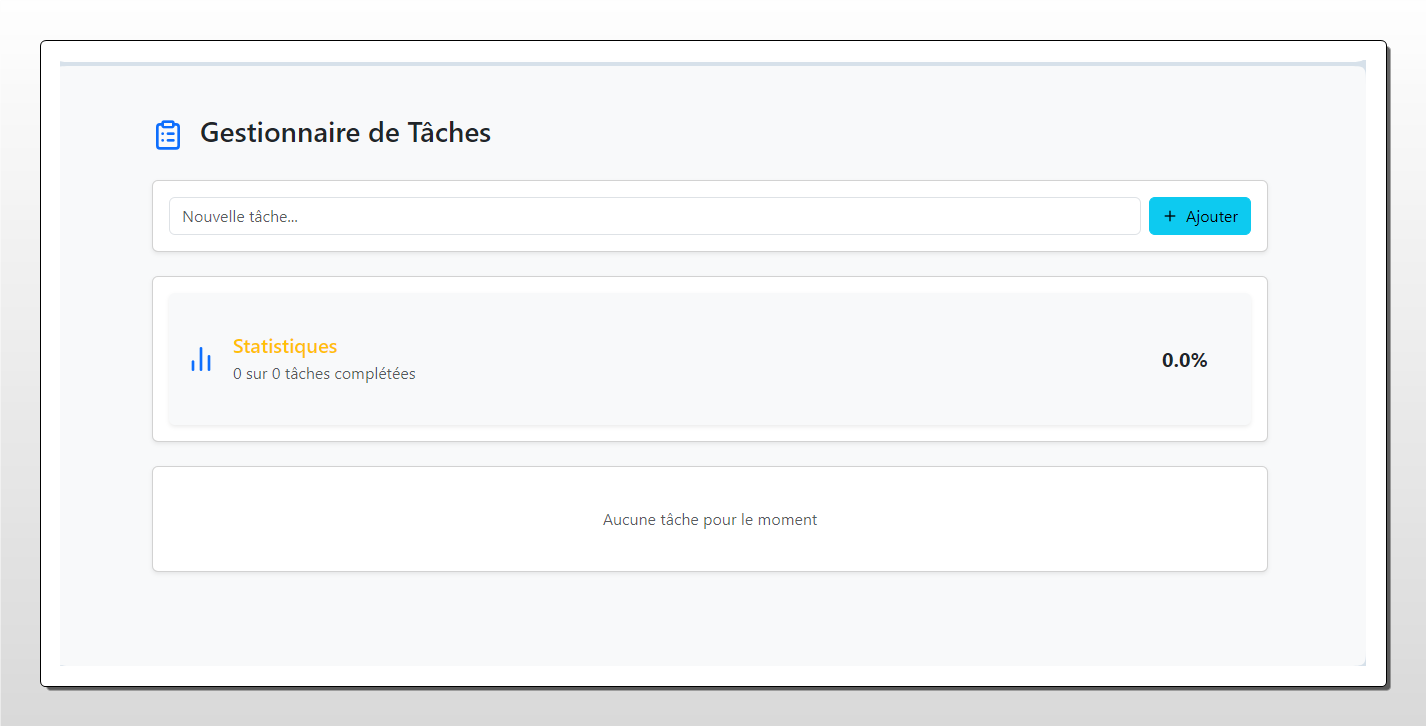 Gestionnaire de Tâches
Nouvelle tâche...
+ Ajouter
Statistiques
0 sur 0 tâches complétées
0.0%
Aucune tâche pour le moment